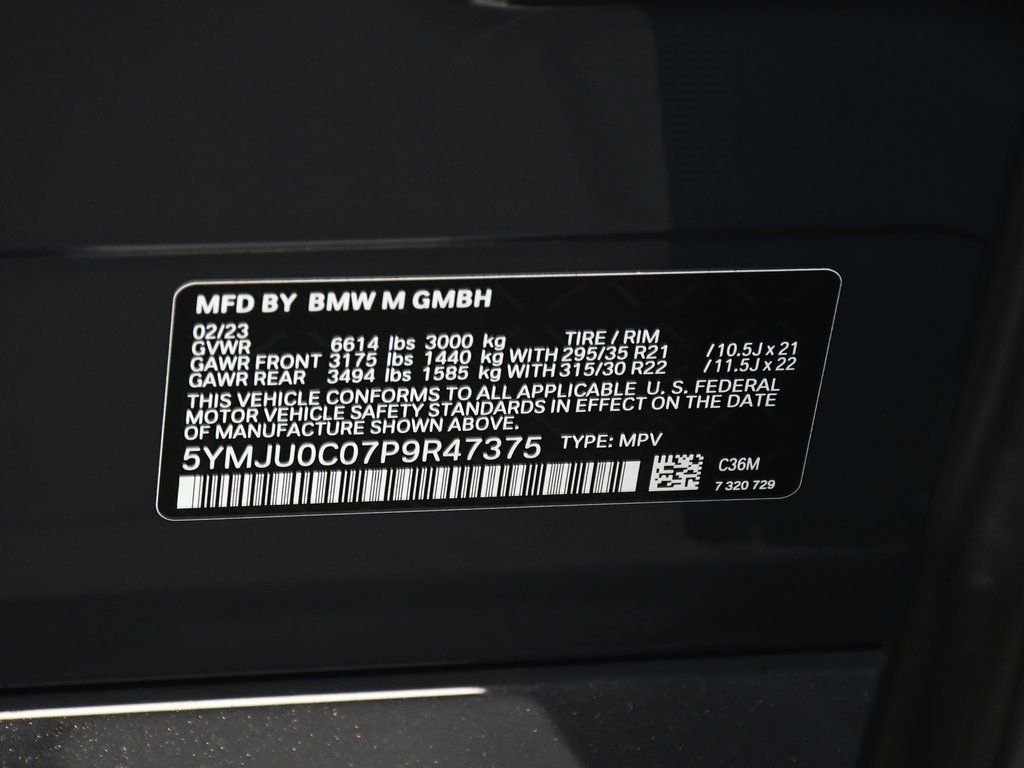 MFD BY BMW M GMBH
02/23 TIRE / RIM
GVWR 6614 lbs 3000 kg
GAWR FRONT 3175 lbs 1440 kg WITH 295/35 R21 /10.5J x 21
GAWR REAR 3494 lbs 1585 kg WITH 315/30 R22 /11.5J x 22
THIS VEHICLE CONFORMS TO ALL APPLICABLE U. S. FEDERAL
MOTOR VEHICLE SAFETY STANDARDS IN EFFECT ON THE DATE
OF MANUFACTURE SHOWN ABOVE.
5YMJU0C07P9R47375 TYPE: MPV
C36M
7 320 729